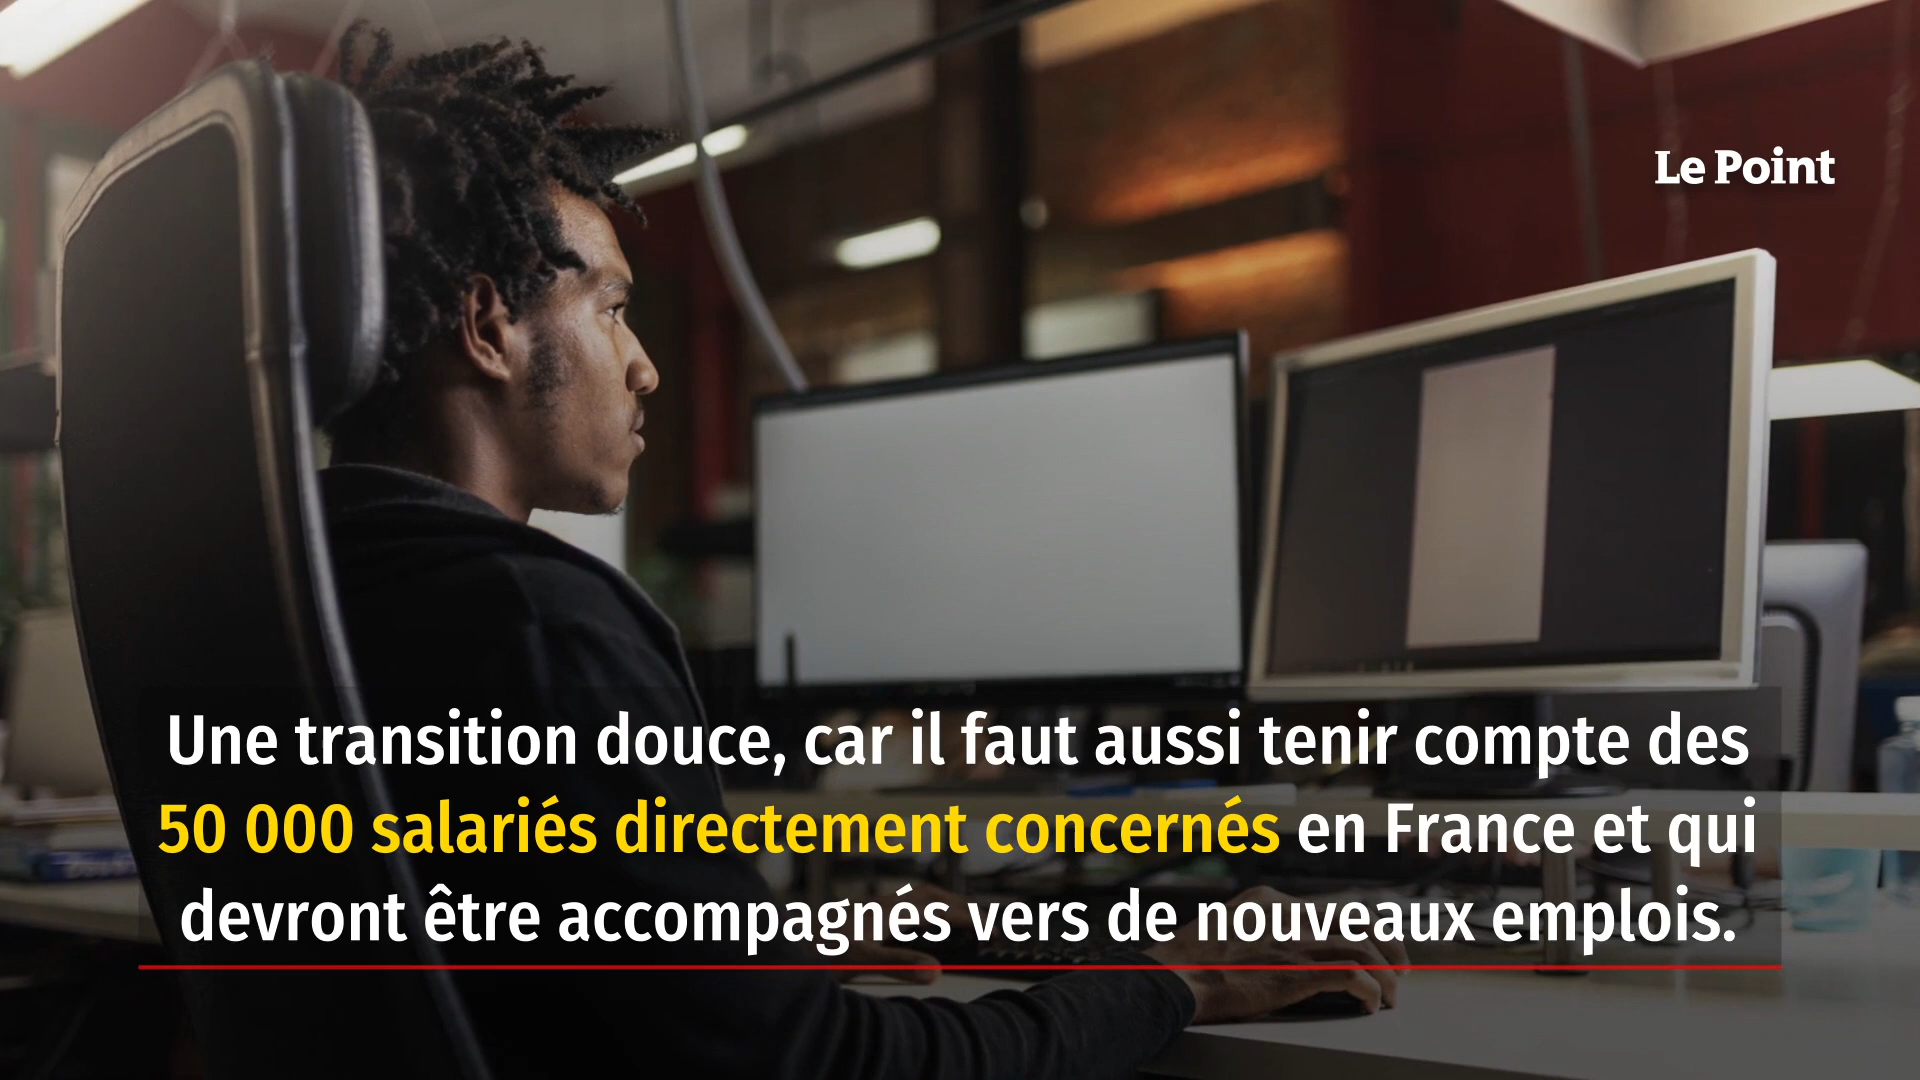 Le Point
Une transition douce, car il faut aussi tenir compte des
50 000 salariés directement concernés en France et qui
devront être accompagnés vers de nouveaux emplois.